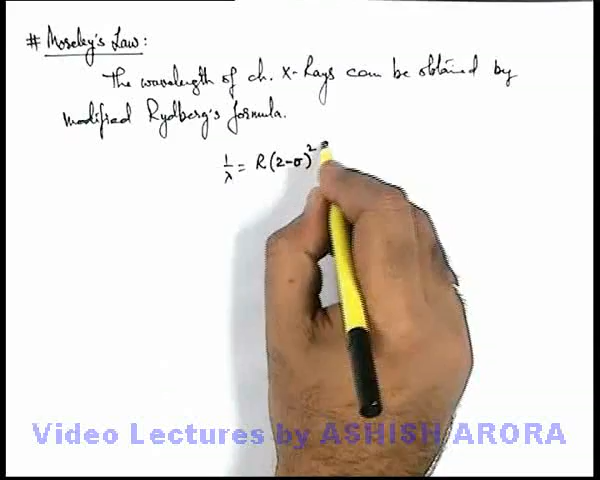 # Moseley's Law:
The wavelength of ch. X-Rays can be obtained by
modified Rydberg's formula.
1/λ = R(z-σ)²
Video Lectures by ASHISH ARORA